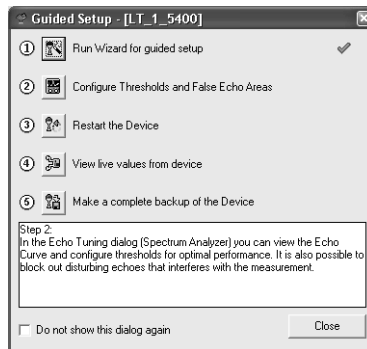 Guided Setup - [LT_1_5400]
1 Run Wizard for guided setup
2 Configure Thresholds and False Echo Areas
3 Restart the Device
4 View live values from device
5 Make a complete backup of the Device
Step 2:
In the Echo Tuning dialog (Spectrum Analyzer) you can view the Echo
Curve and configure thresholds for optimal performance. It is also possible to
block out disturbing echoes that interferes with the measurement.
Do not show this dialog again
Close